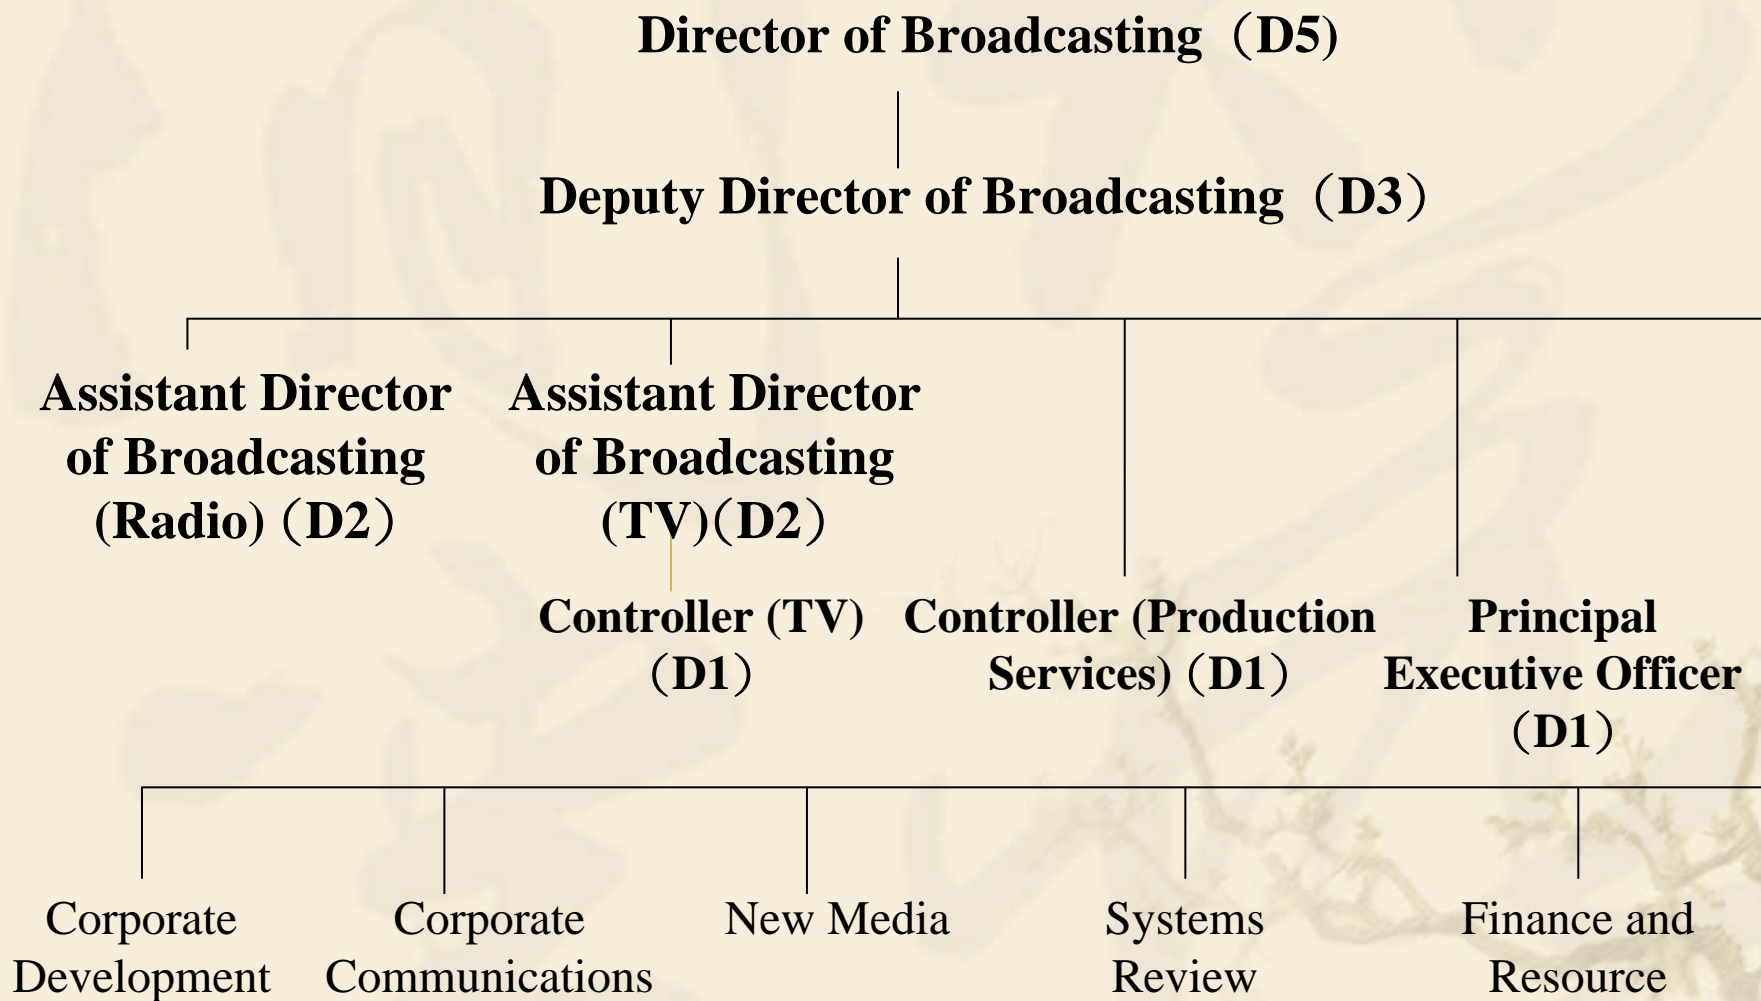 Director of Broadcasting（D5)
Deputy Director of Broadcasting（D3）
Assistant Director
of Broadcasting
(Radio)（D2）
Assistant Director
of Broadcasting
(TV)（D2）
Controller (TV)
（D1）
Controller (Production
Services)（D1）
Principal
Executive Officer
（D1）
Corporate
Development
Corporate
Communications
New Media
Systems
Review
Finance and
Resource